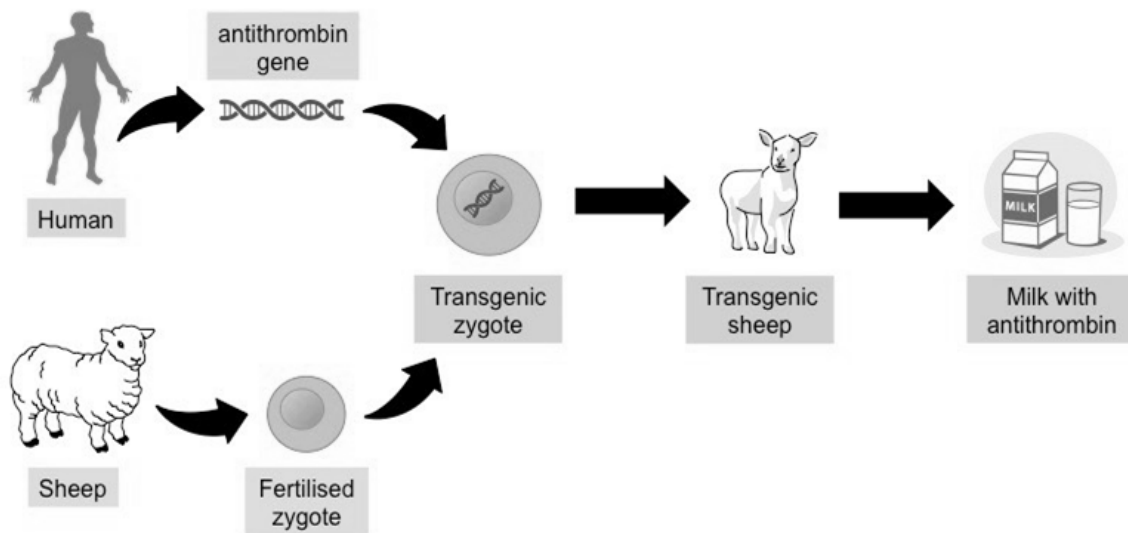 antithrombin
gene
Human
Transgenic
zygote
Transgenic
sheep
MILK
Milk with
antithrombin
Sheep
Fertilised
zygote